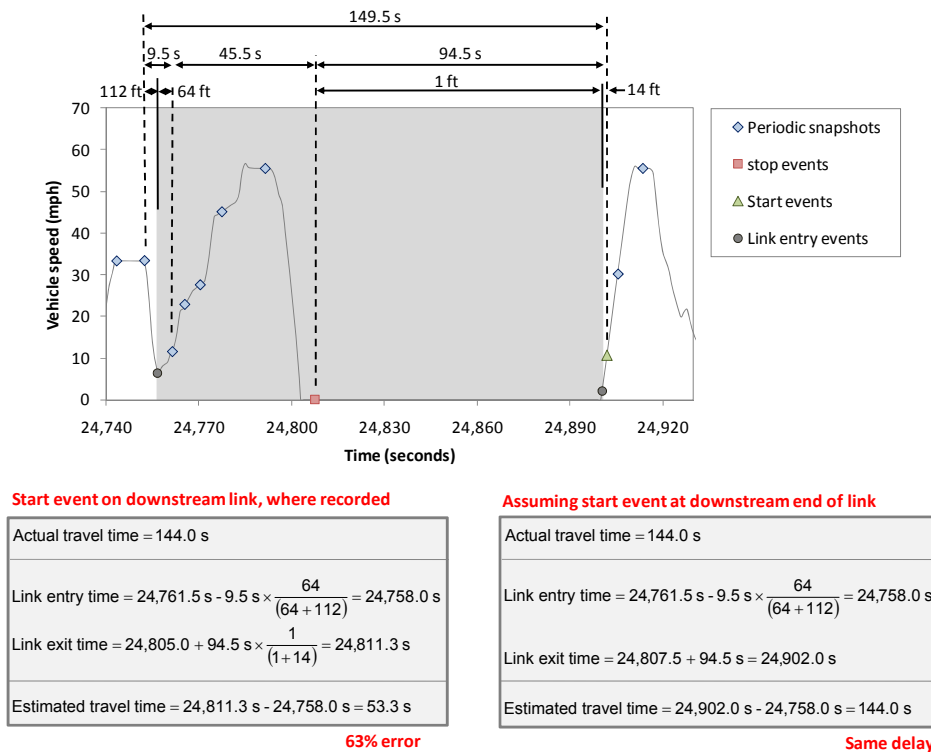 149.5 s
9.5 s 45.5 s 94.5 s
112 ft 64 ft 1 ft 14 ft
70
60
50
40
30
20
10
0
Vehicle speed (mph)
24,740 24,770 24,800 24,830 24,860 24,890 24,920
Time (seconds)
Periodic snapshots
stop events
Start events
Link entry events
Start event on downstream link, where recorded
Actual travel time = 144.0 s
Link entry time = 24,761.5 s - 9.5 s × 64 / (64 + 112) = 24,758.0 s
Link exit time = 24,805.0 + 94.5 s × 1 / (1 + 14) = 24,811.3 s
Estimated travel time = 24,811.3 s - 24,758.0 s = 53.3 s
63% error
Assuming start event at downstream end of link
Actual travel time = 144.0 s
Link entry time = 24,761.5 s - 9.5 s × 64 / (64 + 112) = 24,758.0 s
Link exit time = 24,807.5 + 94.5 s = 24,902.0 s
Estimated travel time = 24,902.0 s - 24,758.0 s = 144.0 s
Same delay